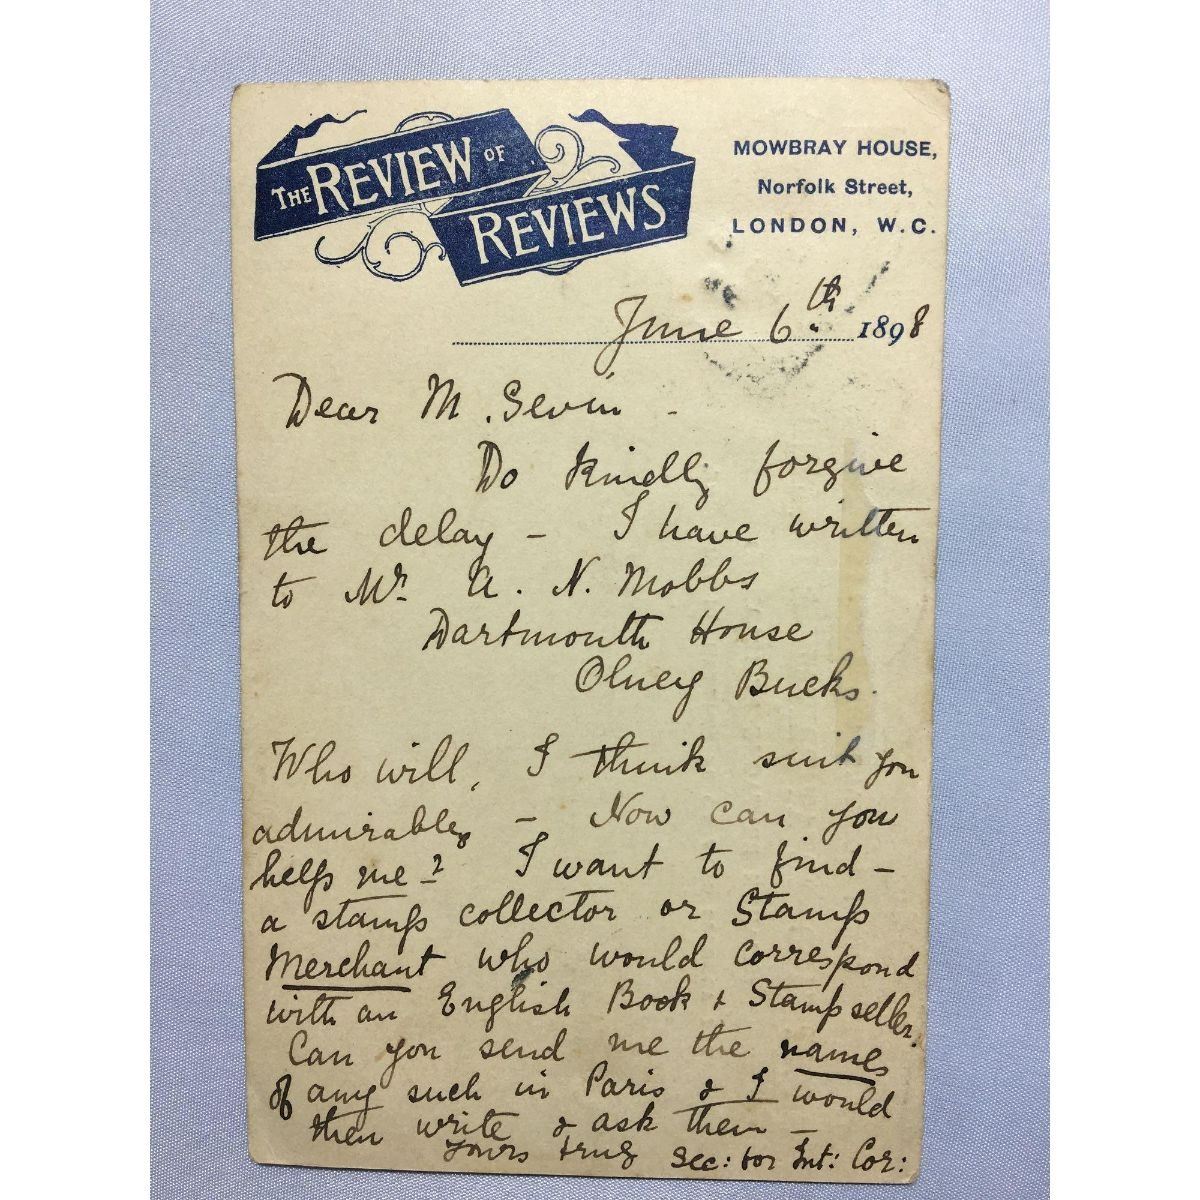 THE REVIEW OF
REVIEWS
MOWBRAY HOUSE,
Norfolk Street,
LONDON, W.C.
June 6th. 1898
Dear M. Sevin -
Do kindly forgive
the delay - I have written
to Mr. A. N. Mobbs
Dartmouth House
Olney Bucks.
Who will, I think suit you
admirably - Now can you
help me? I want to find -
a stamp collector or Stamp
Merchant who would correspond
with an English Book & Stamp seller.
Can you send me the names
of any such in Paris & I would
then write & ask them -
Yours truly Sec: for Int: Cor: